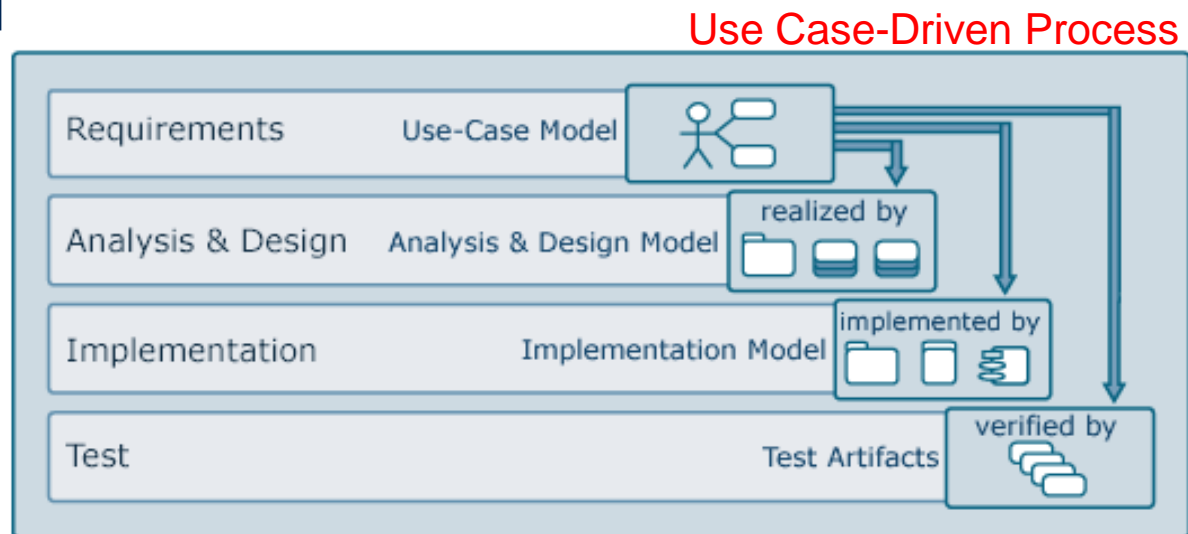 Use Case-Driven Process
Requirements Use-Case Model
realized by
Analysis & Design Analysis & Design Model
implemented by
Implementation Implementation Model
verified by
Test Test Artifacts